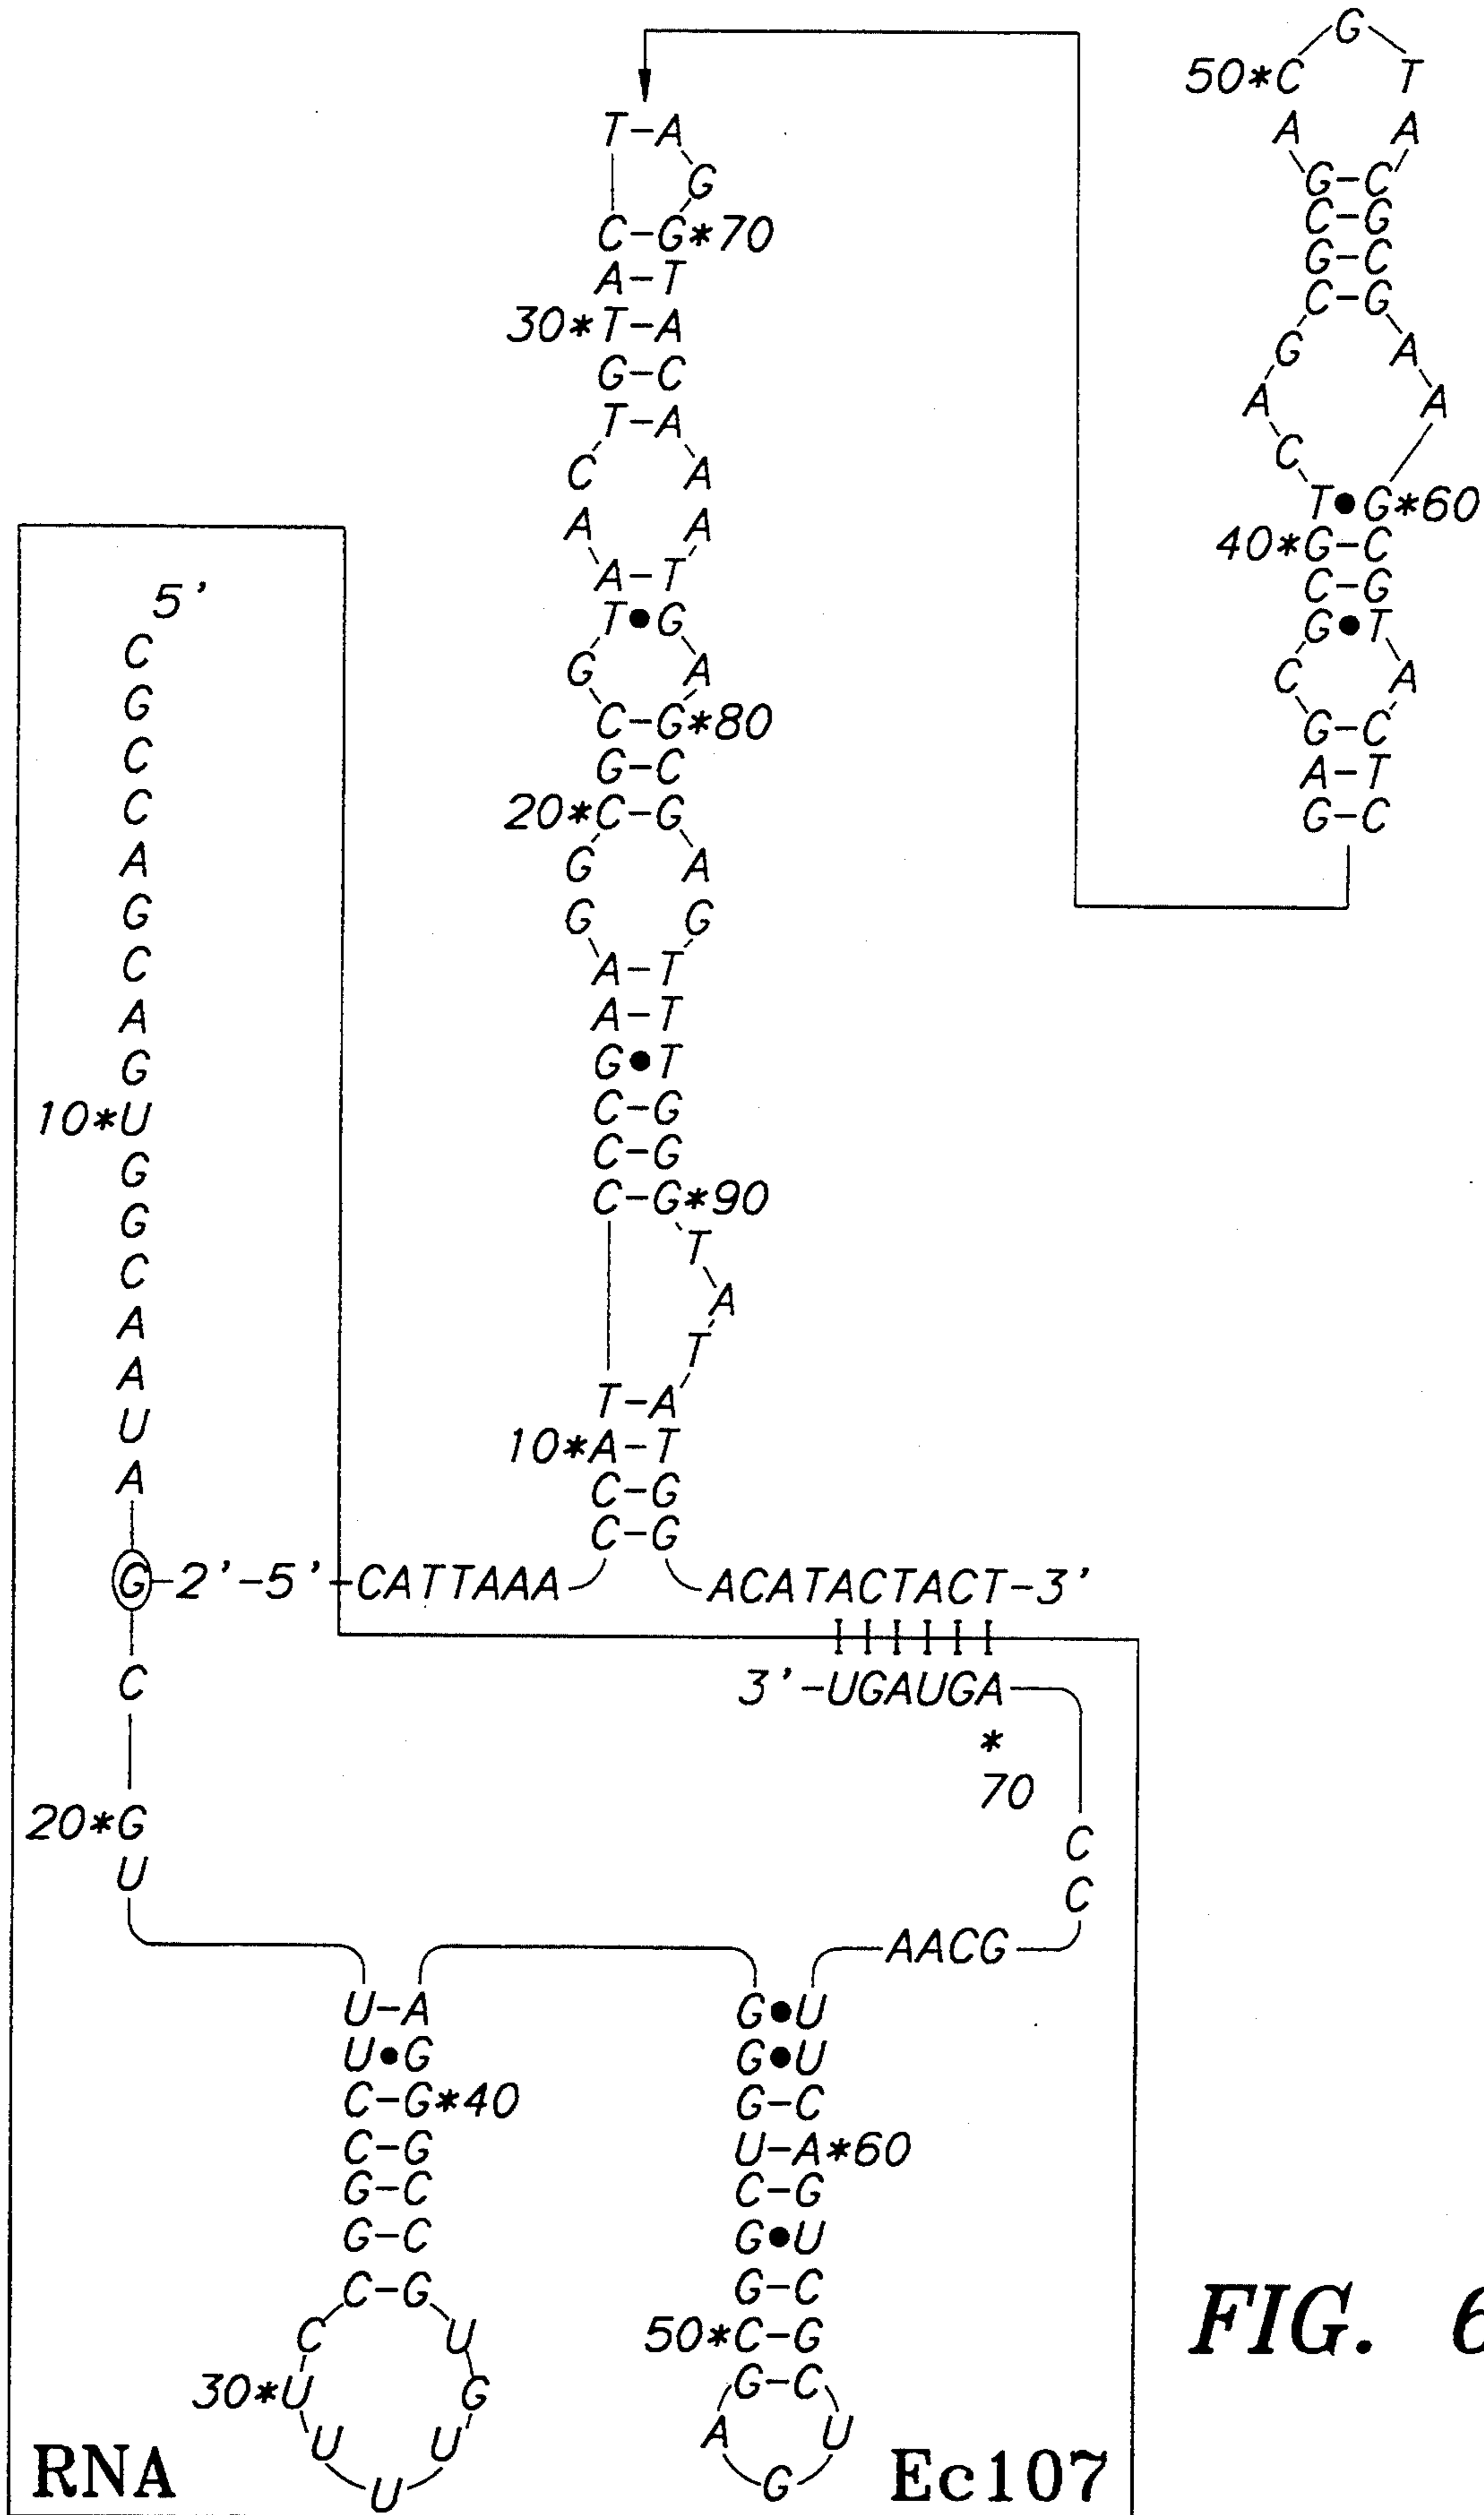 G
50*C T
A A
T-A
G-C
G
C-G
C-G*70
G-C
A-T
C-G
30*T-A
G A
G-C
A A
T-A
C
C A
T●G*60
A A
40*G-C
A-T
C-G
5'
T●G
G●T
C
G A
C A
G
C-G*80
G-C
C
G-C
A-T
C
20*C-G
G-C
A
G A
G
G G
C
A-T
A
A-T
G
G●T
10*U
C-G
G
C-G
G
C-G*90
C
T
A
A
A
T
U
T-A
A
10*A-T
C-G
C-G
G-2'-5'-CATTAAA ACATACTACT-3'
C
3'-UGAUGA
*
70
20*G
C
U
C
AACG
U-A G●U
U●G G●U
C-G*40 G-C
C-G U-A*60
G-C C-G
G-C G●U
C-G G-C
C U 50*C-G
30*U G G-C
U U A U
U G
RNA Ec107
FIG. 6